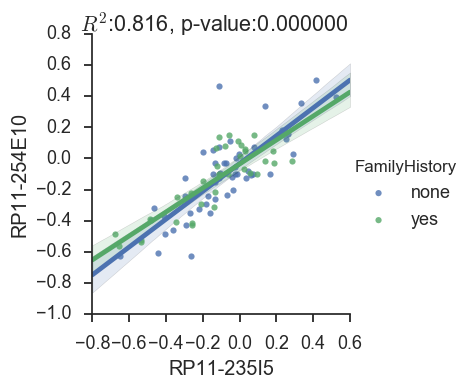 R²:0.816, p-value:0.000000
0.8
0.6
0.4
0.2
0.0
−0.2
−0.4
−0.6
−0.8
−1.0
RP11-254E10
−0.8 −0.6 −0.4 −0.2 0.0 0.2 0.4 0.6
RP11-235I5
FamilyHistory
none
yes